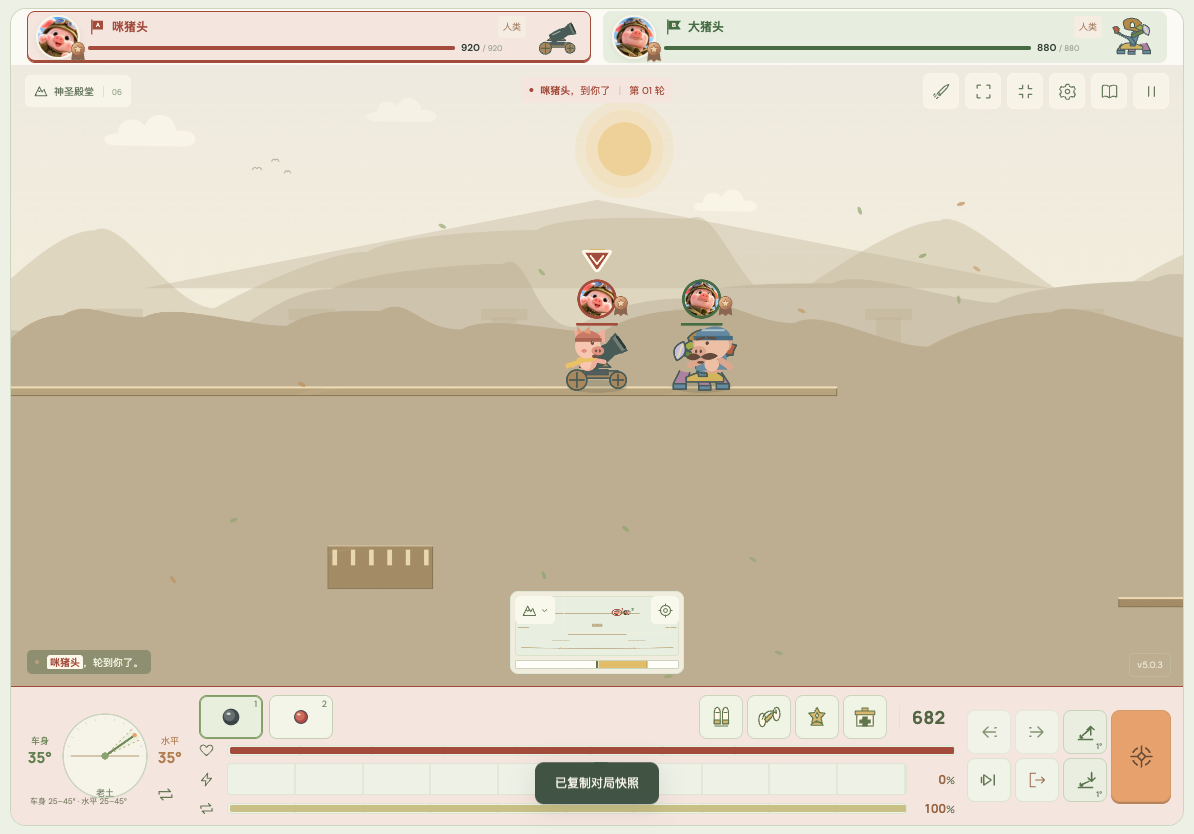 咪猪头
人类
920 / 920
大猪头
人类
880 / 880
神圣殿堂 06
咪猪头，到你了 | 第 01 轮
咪猪头，轮到你了。
v5.0.3
1
2
682
车身
35°
水平
35°
老土
车身 25-45° · 水平 25-45°
0%
100%
已复制对局快照
1°
1°